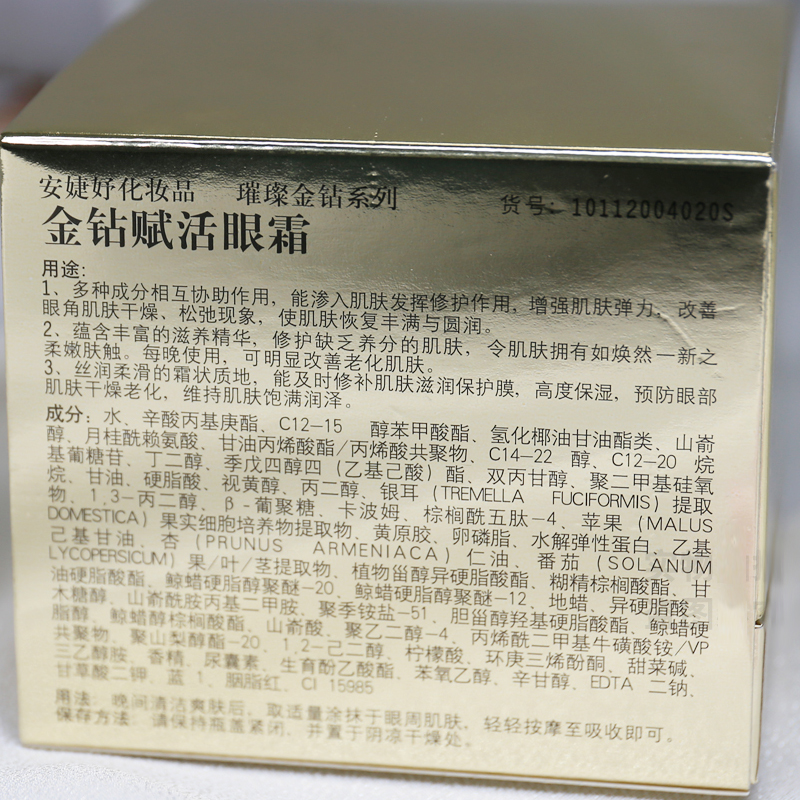 安婕妤化妆品 璀璨金钻系列
货号: 10112004020S
金钻赋活眼霜
用途:
1、多种成分相互协助作用，能渗入肌肤发挥修护作用，增强肌肤弹力，改善
眼角肌肤干燥、松弛现象，使肌肤恢复丰满与圆润。
2、蕴含丰富的滋养精华，修护缺乏养分的肌肤，令肌肤拥有如焕然一新之
柔嫩肤触。每晚使用，可明显改善老化肌肤。
3、丝润柔滑的霜状质地，能及时修补肌肤滋润保护膜，高度保湿，预防眼部
肌肤干燥老化，维持肌肤饱满润泽。
成分: 水、辛酸丙基庚酯、C12-15 醇苯甲酸酯、氢化椰油甘油酯类、山嵛
醇、月桂酰赖氨酸、甘油丙烯酸酯/丙烯酸共聚物、C14-22 醇、C12-20 烷
基葡糖苷、丁二醇、季戊四醇四（乙基己酸）酯、双丙甘醇、聚二甲基硅氧
烷、甘油、硬脂酸、视黄醇、丙二醇、银耳（TREMELLA FUCIFORMIS）提取
物、1,3-丙二醇、β-葡聚糖、卡波姆、棕榈酰五肽-4、苹果（MALUS
DOMESTICA）果实细胞培养物提取物、黄原胶、卵磷脂、水解弹性蛋白、乙基
己基甘油、杏（PRUNUS ARMENIACA）仁油、番茄（SOLANUM
LYCOPERSICUM）果/叶/茎提取物、植物甾醇异硬脂酸酯、糊精棕榈酸酯、甘
油硬脂酸酯、鲸蜡硬脂醇聚醚-20、鲸蜡硬脂醇聚醚-12、地蜡、异硬脂酸、
木糖醇、山嵛酰胺丙基二甲胺、聚季铵盐-51、胆甾醇羟基硬脂酸酯、鲸蜡硬
脂醇、鲸蜡醇棕榈酸酯、山嵛酸、聚乙二醇-4、丙烯酰二甲基牛磺酸铵/VP
共聚物、聚山梨醇酯-20、1,2-己二醇、柠檬酸、环庚三烯酚酮、甜菜碱、
三乙醇胺、香精、尿囊素、生育酚乙酸酯、苯氧乙醇、辛甘醇、EDTA 二钠、
甘草酸二钾、蓝 1、胭脂红、CI 15985
用法: 晚间清洁爽肤后，取适量涂抹于眼周肌肤，轻轻按摩至吸收即可。
保存方法: 请保持瓶盖紧闭，并置于阴凉干燥处。